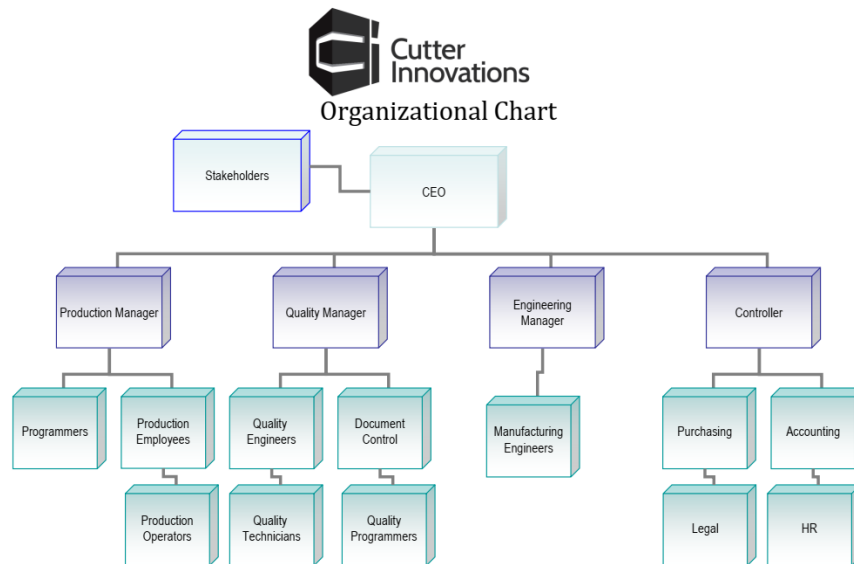 Cutter
Innovations
Organizational Chart
Stakeholders
CEO
Production Manager
Quality Manager
Engineering
Manager
Controller
Programmers
Production
Employees
Quality
Engineers
Document
Control
Manufacturing
Engineers
Purchasing
Accounting
Production
Operators
Quality
Technicians
Quality
Programmers
Legal
HR